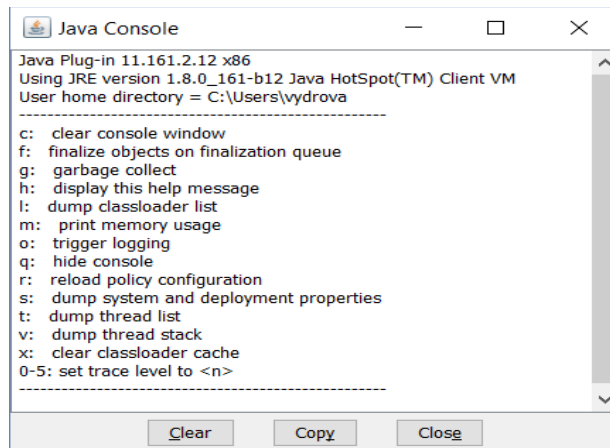 Java Console
Java Plug-in 11.161.2.12 x86
Using JRE version 1.8.0_161-b12 Java HotSpot(TM) Client VM
User home directory = C:\Users\vydrova
----------------------------------------------------
c:   clear console window
f:   finalize objects on finalization queue
g:   garbage collect
h:   display this help message
l:   dump classloader list
m:   print memory usage
o:   trigger logging
q:   hide console
r:   reload policy configuration
s:   dump system and deployment properties
t:   dump thread list
v:   dump thread stack
x:   clear classloader cache
0-5: set trace level to <n>
----------------------------------------------------
Clear Copy Close